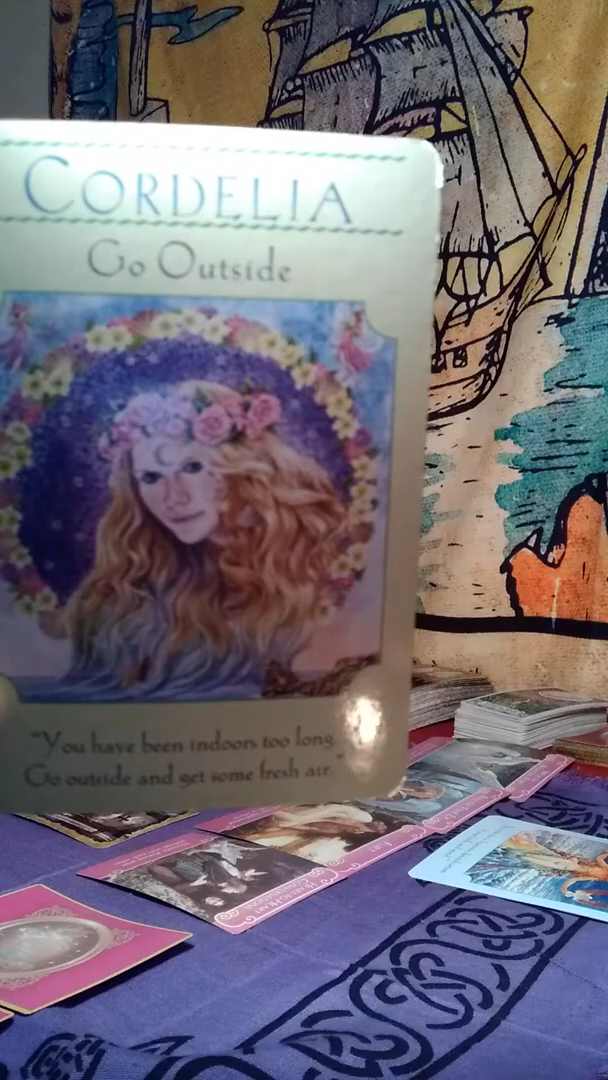 CORDELIA
Go Outside
"You have been indoors too long.
Go outside and get some fresh air."